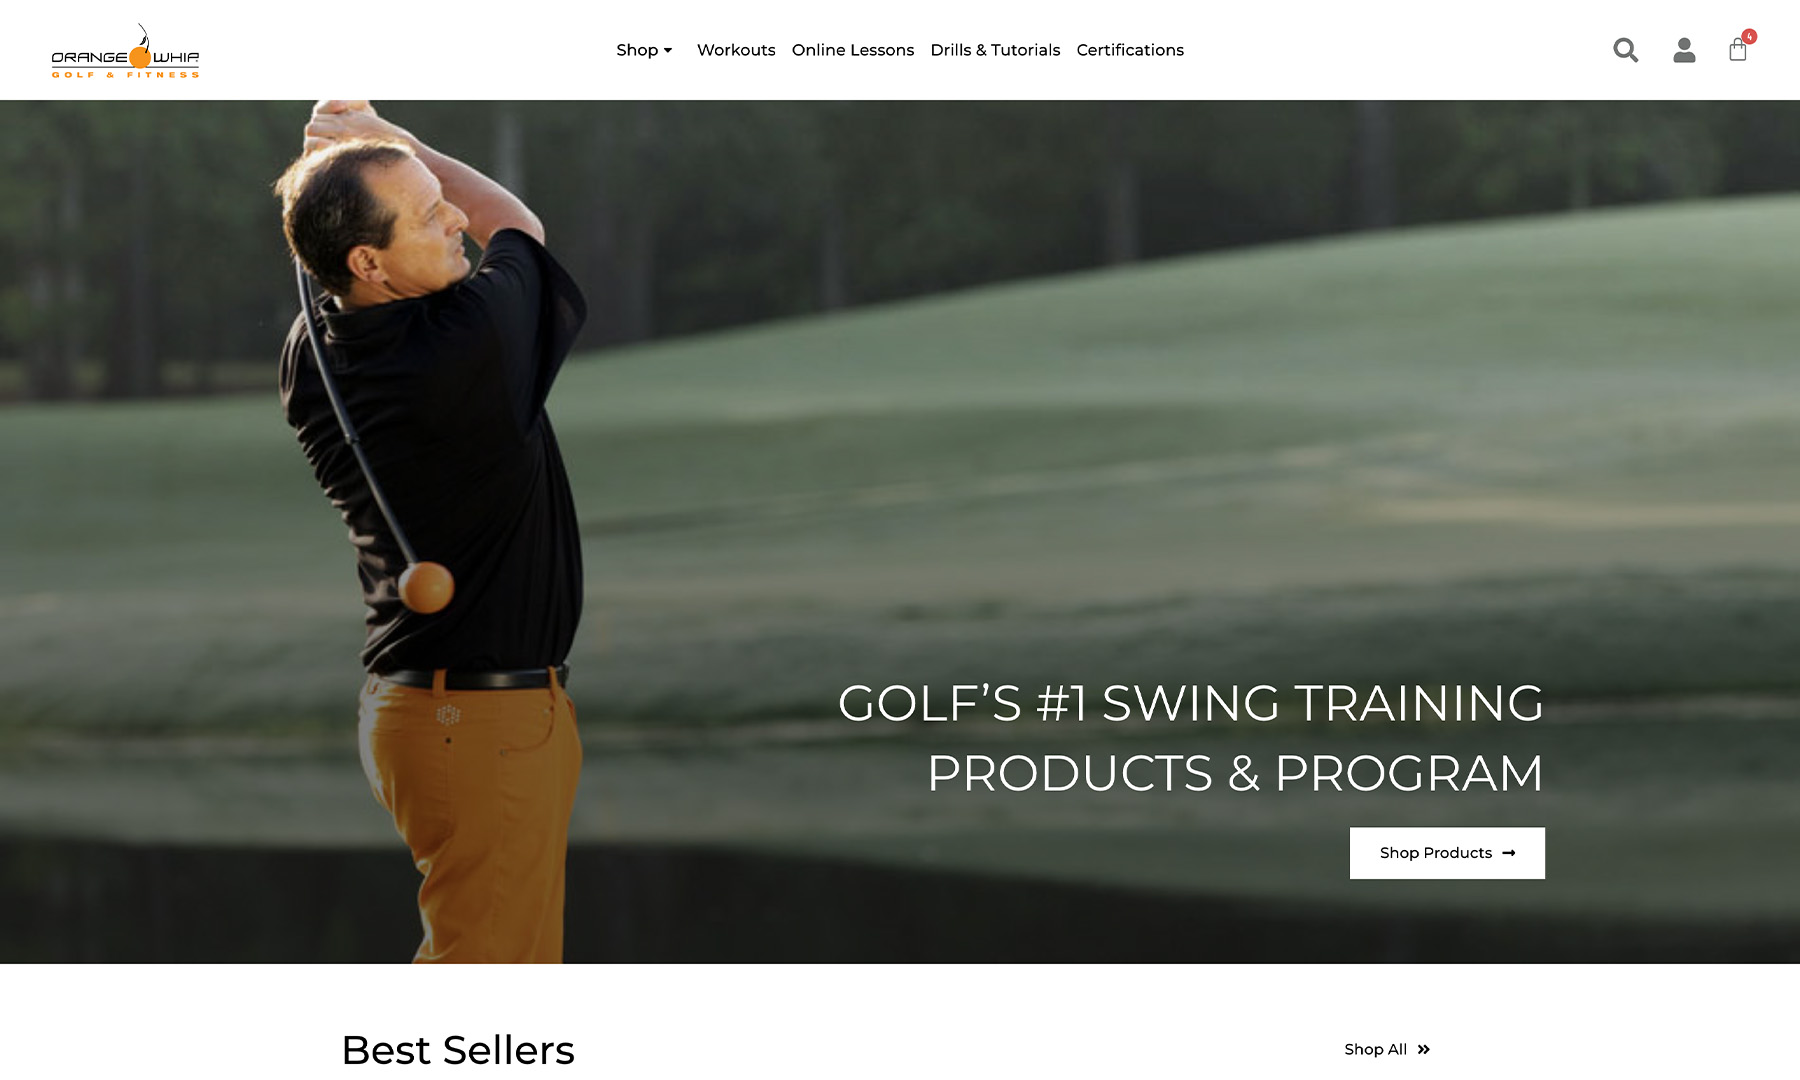 ORANGE WHIP
GOLF & FITNESS
Shop
Workouts
Online Lessons
Drills & Tutorials
Certifications
4
GOLF’S #1 SWING TRAINING
PRODUCTS & PROGRAM
Shop Products
Best Sellers
Shop All